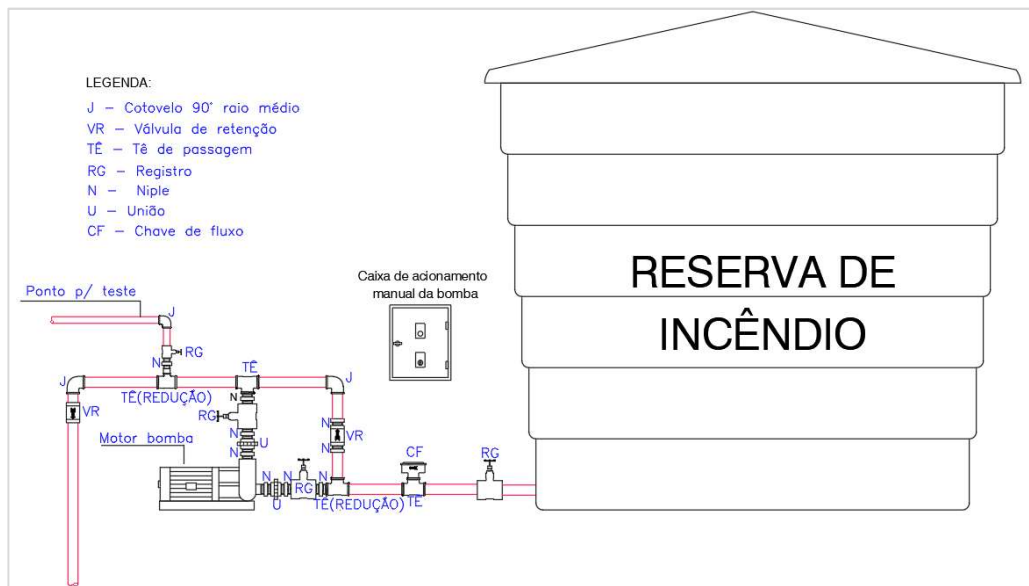 LEGENDA:
J – Cotovelo 90° raio médio
VR – Válvula de retenção
TÊ – Tê de passagem
RG – Registro
N – Niple
U – União
CF – Chave de fluxo
Caixa de acionamento
manual da bomba
RESERVA DE
INCÊNDIO
Ponto p/ teste
J
RG
N
J
TÊ(REDUÇÃO)
TÊ
J
VR
N
RG
N
U
N
N
VR
N
Motor bomba
CF
RG
N
N
U
RG
N
TÊ(REDUÇÃO)
TÊ